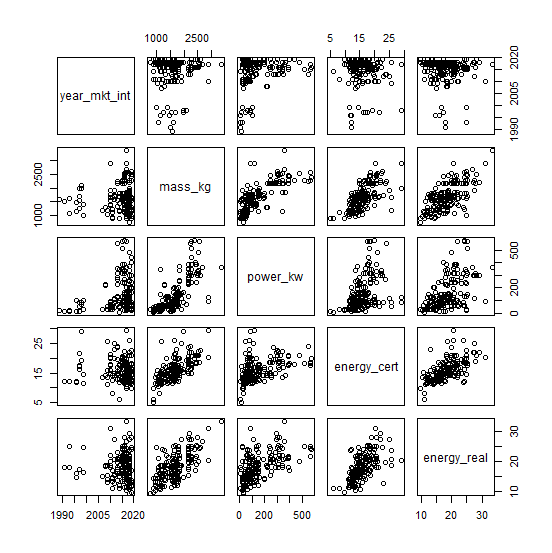 1000 2500 5 15 25
year_mkt_int 1990 2005 2020
1000 2500 mass_kg
power_kw 0 200 500
5 15 25 energy_cert
energy_real 10 20 30
1990 2005 2020 0 200 500 10 20 30